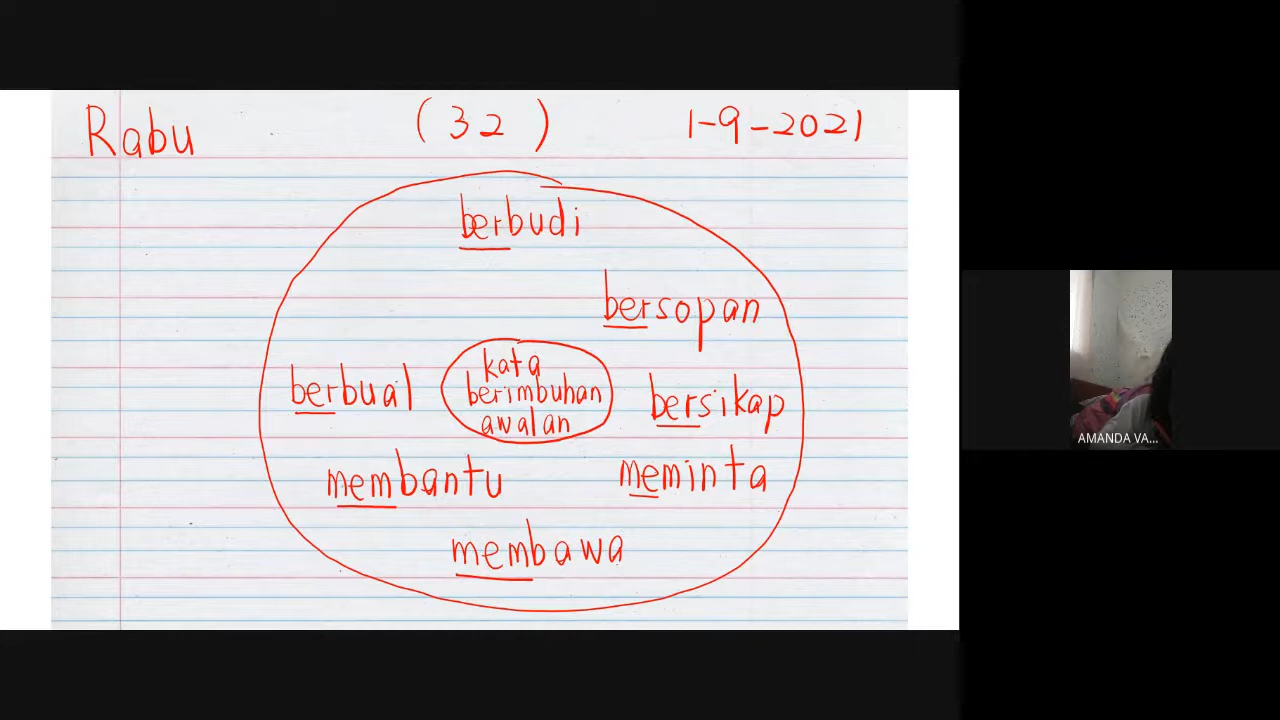 Rabu (32) 1-9-2021
berbudi
bersopan
berbual
kata
berimbuhan
awalan
bersikap
membantu
meminta
membawa
AMANDA VA...